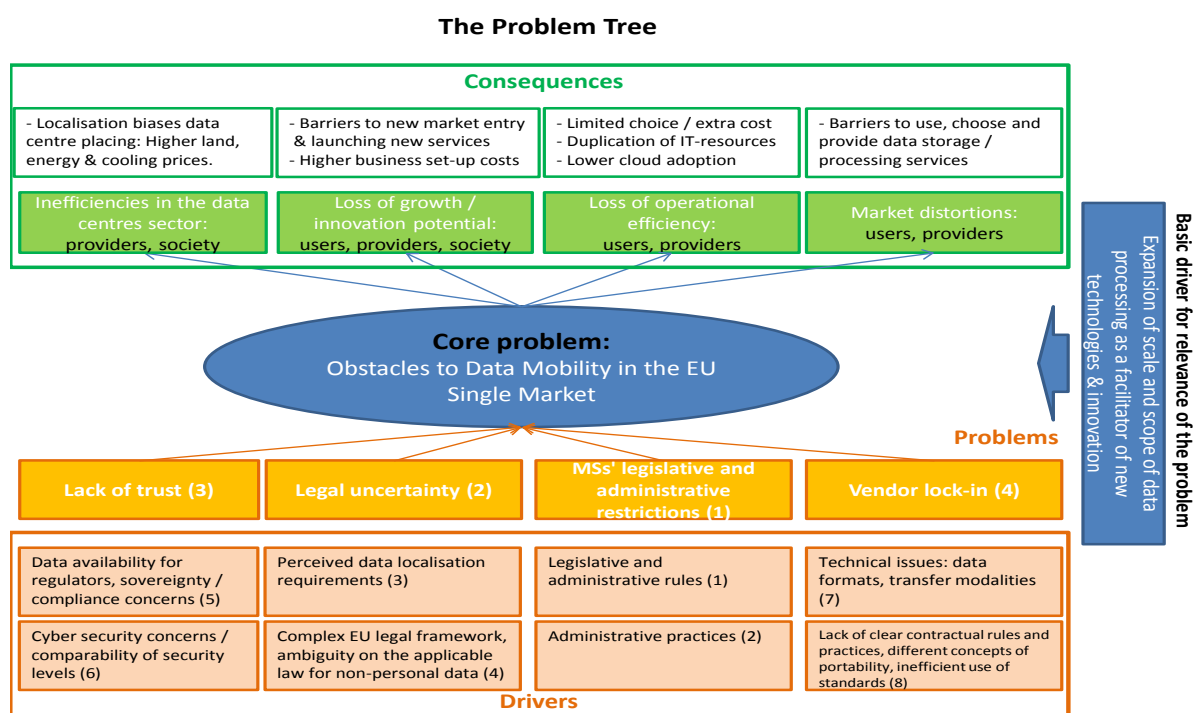 The Problem Tree
Consequences
- Localisation biases data
centre placing: Higher land,
energy & cooling prices.
- Barriers to new market entry
& launching new services
- Higher business set-up costs
- Limited choice / extra cost
- Duplication of IT-resources
- Lower cloud adoption
- Barriers to use, choose and
provide data storage /
processing services
Inefficiencies in the data
centres sector:
providers, society
Loss of growth /
innovation potential:
users, providers, society
Loss of operational
efficiency:
users, providers
Market distortions:
users, providers
Core problem:
Obstacles to Data Mobility in the EU
Single Market
Basic driver for relevance of the problem
Expansion of scale and scope of data
processing as a facilitator of new
technologies & innovation
Problems
Lack of trust (3)
Legal uncertainty (2)
MSs' legislative and
administrative
restrictions (1)
Vendor lock-in (4)
Data availability for
regulators, sovereignty /
compliance concerns (5)
Perceived data localisation
requirements (3)
Legislative and
administrative rules (1)
Technical issues: data
formats, transfer modalities
(7)
Cyber security concerns /
comparability of security
levels (6)
Complex EU legal framework,
ambiguity on the applicable
law for non-personal data (4)
Administrative practices (2)
Lack of clear contractual rules and
practices, different concepts of
portability, inefficient use of
standards (8)
Drivers